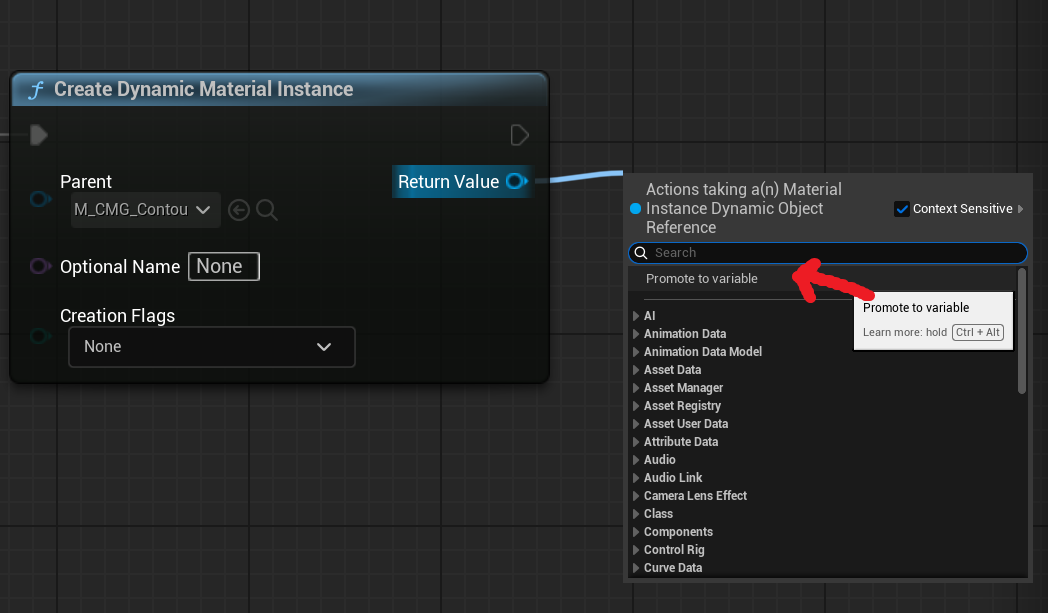 f Create Dynamic Material Instance
Parent
M_CMG_Contou
Return Value
Optional Name None
Creation Flags
None
Actions taking a(n) Material
Instance Dynamic Object
Reference
Context Sensitive
Search
Promote to variable
Promote to variable
Learn more: hold Ctrl + Alt
AI
Animation Data
Animation Data Model
Asset Data
Asset Manager
Asset Registry
Asset User Data
Attribute Data
Audio
Audio Link
Camera Lens Effect
Class
Components
Control Rig
Curve Data